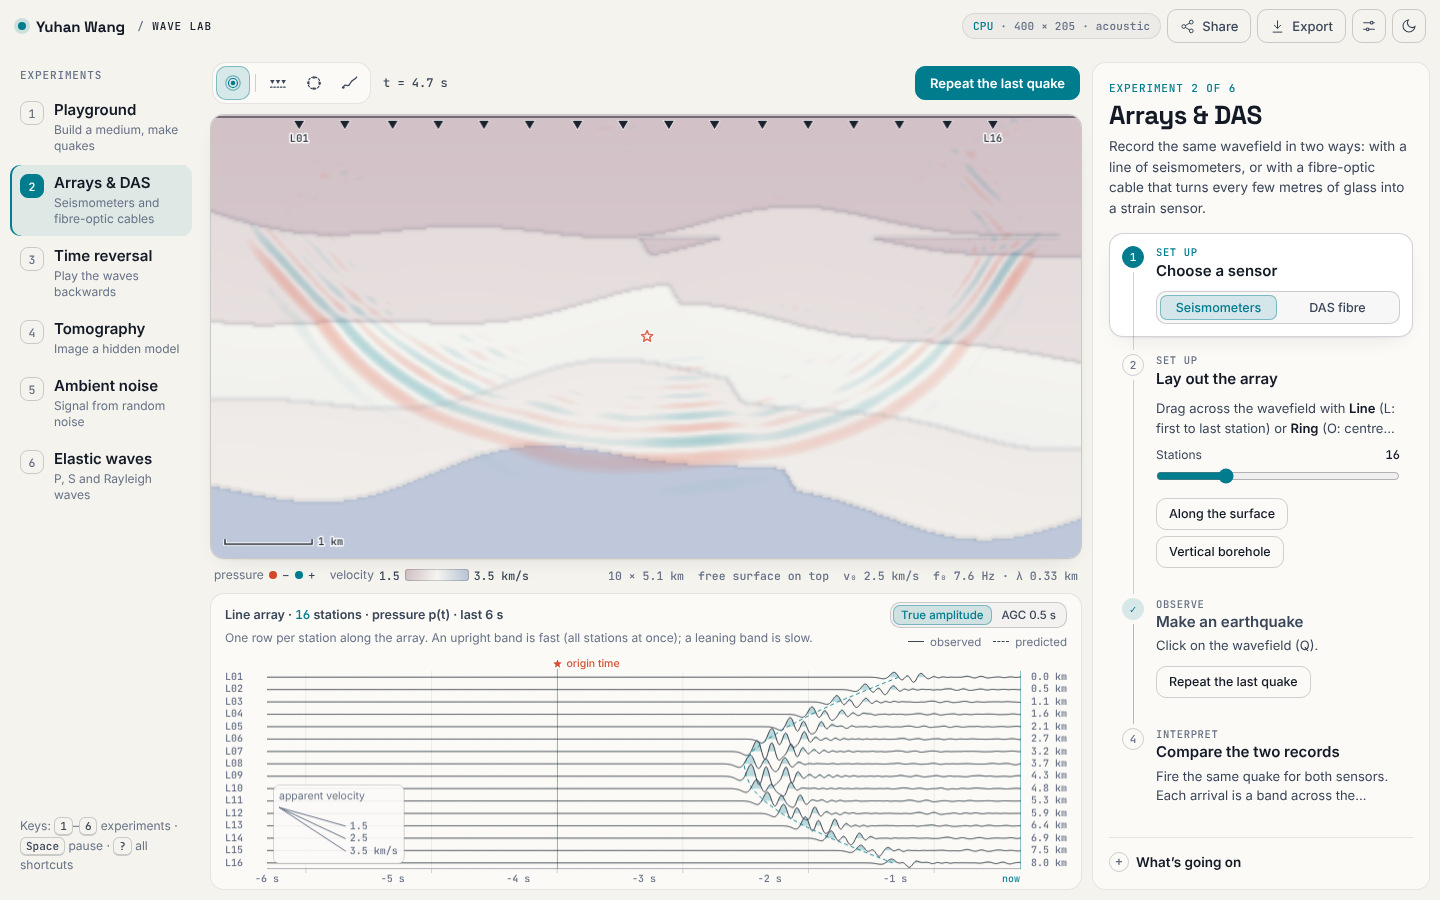 Yuhan Wang / WAVE LAB
CPU · 400 × 205 · acoustic
Share
Export
EXPERIMENTS
1 Playground
Build a medium, make
quakes
2 Arrays & DAS
Seismometers and
fibre-optic cables
3 Time reversal
Play the waves
backwards
4 Tomography
Image a hidden model
5 Ambient noise
Signal from random
noise
6 Elastic waves
P, S and Rayleigh
waves
Keys: 1–6 experiments ·
Space pause · ? all
shortcuts
t = 4.7 s
Repeat the last quake
L01
L16
1 km
pressure − + velocity 1.5 3.5 km/s
10 × 5.1 km free surface on top v₀ 2.5 km/s f₀ 7.6 Hz · λ 0.33 km
Line array · 16 stations · pressure p(t) · last 6 s
True amplitude AGC 0.5 s
One row per station along the array. An upright band is fast (all stations at once); a leaning band is slow.
observed predicted
★ origin time
L01 0.0 km
L02 0.5 km
L03 1.1 km
L04 1.6 km
L05 2.1 km
L06 2.7 km
L07 3.2 km
L08 3.7 km
L09 4.3 km
L10 4.8 km
L11 5.3 km
L12 5.9 km
L13 6.4 km
L14 6.9 km
L15 7.5 km
L16 8.0 km
apparent velocity
1.5
2.5
3.5 km/s
-6 s -5 s -4 s -3 s -2 s -1 s now
EXPERIMENT 2 OF 6
Arrays & DAS
Record the same wavefield in two ways: with a
line of seismometers, or with a fibre-optic
cable that turns every few metres of glass into
a strain sensor.
1 SET UP
Choose a sensor
Seismometers DAS fibre
2 SET UP
Lay out the array
Drag across the wavefield with Line (L:
first to last station) or Ring (O: centre…
Stations 16
Along the surface
Vertical borehole
✓ OBSERVE
Make an earthquake
Click on the wavefield (Q).
Repeat the last quake
4 INTERPRET
Compare the two records
Fire the same quake for both sensors.
Each arrival is a band across the…
+ What's going on